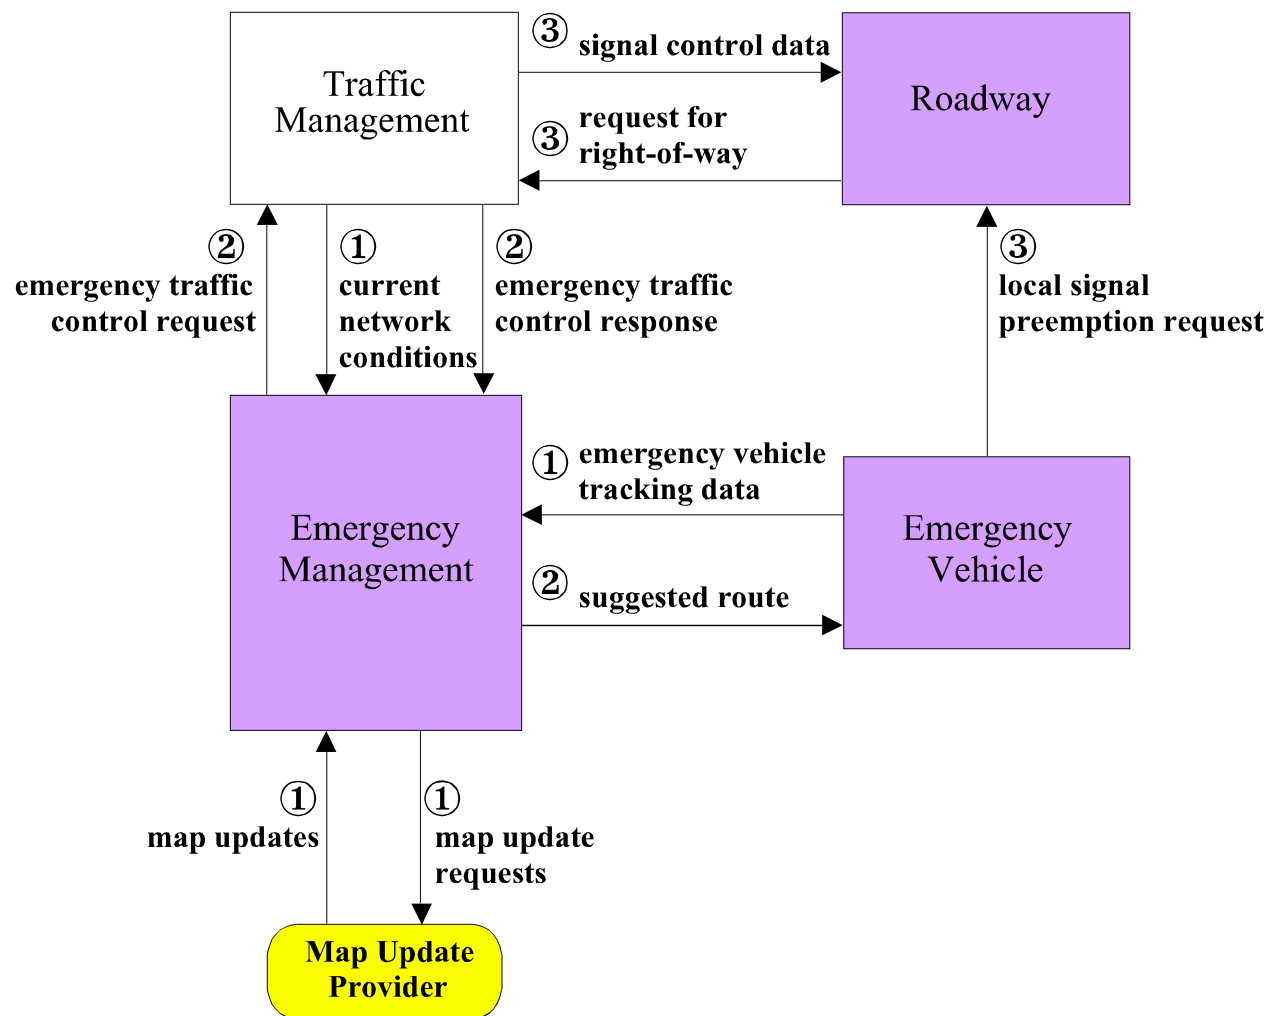 Traffic
Management
③ signal control data
③ request for
right-of-way
Roadway
② emergency traffic
control request
① current
network
conditions
② emergency traffic
control response
③ local signal
preemption request
Emergency
Management
① emergency vehicle
tracking data
② suggested route
Emergency
Vehicle
① map updates
① map update
requests
Map Update
Provider